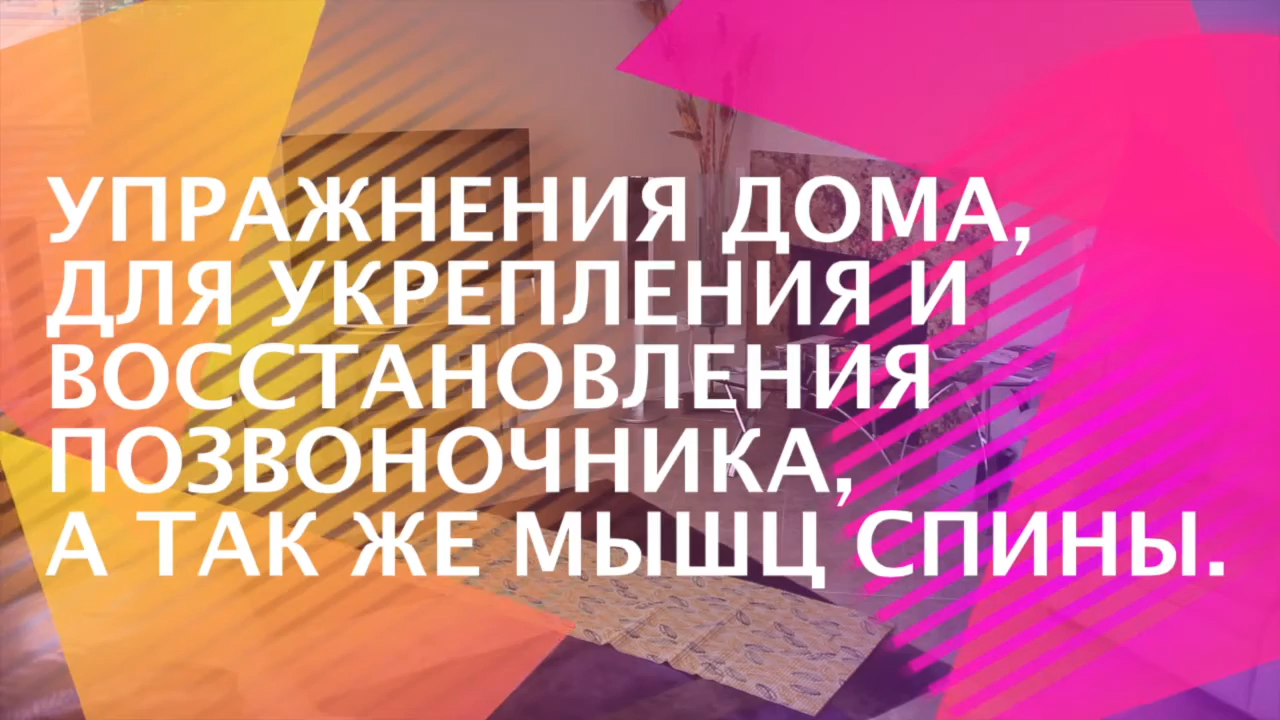 УПРАЖНЕНИЯ ДОМА,
ДЛЯ УКРЕПЛЕНИЯ И
ВОССТАНОВЛЕНИЯ
ПОЗВОНОЧНИКА,
А ТАК ЖЕ МЫШЦ СПИНЫ.